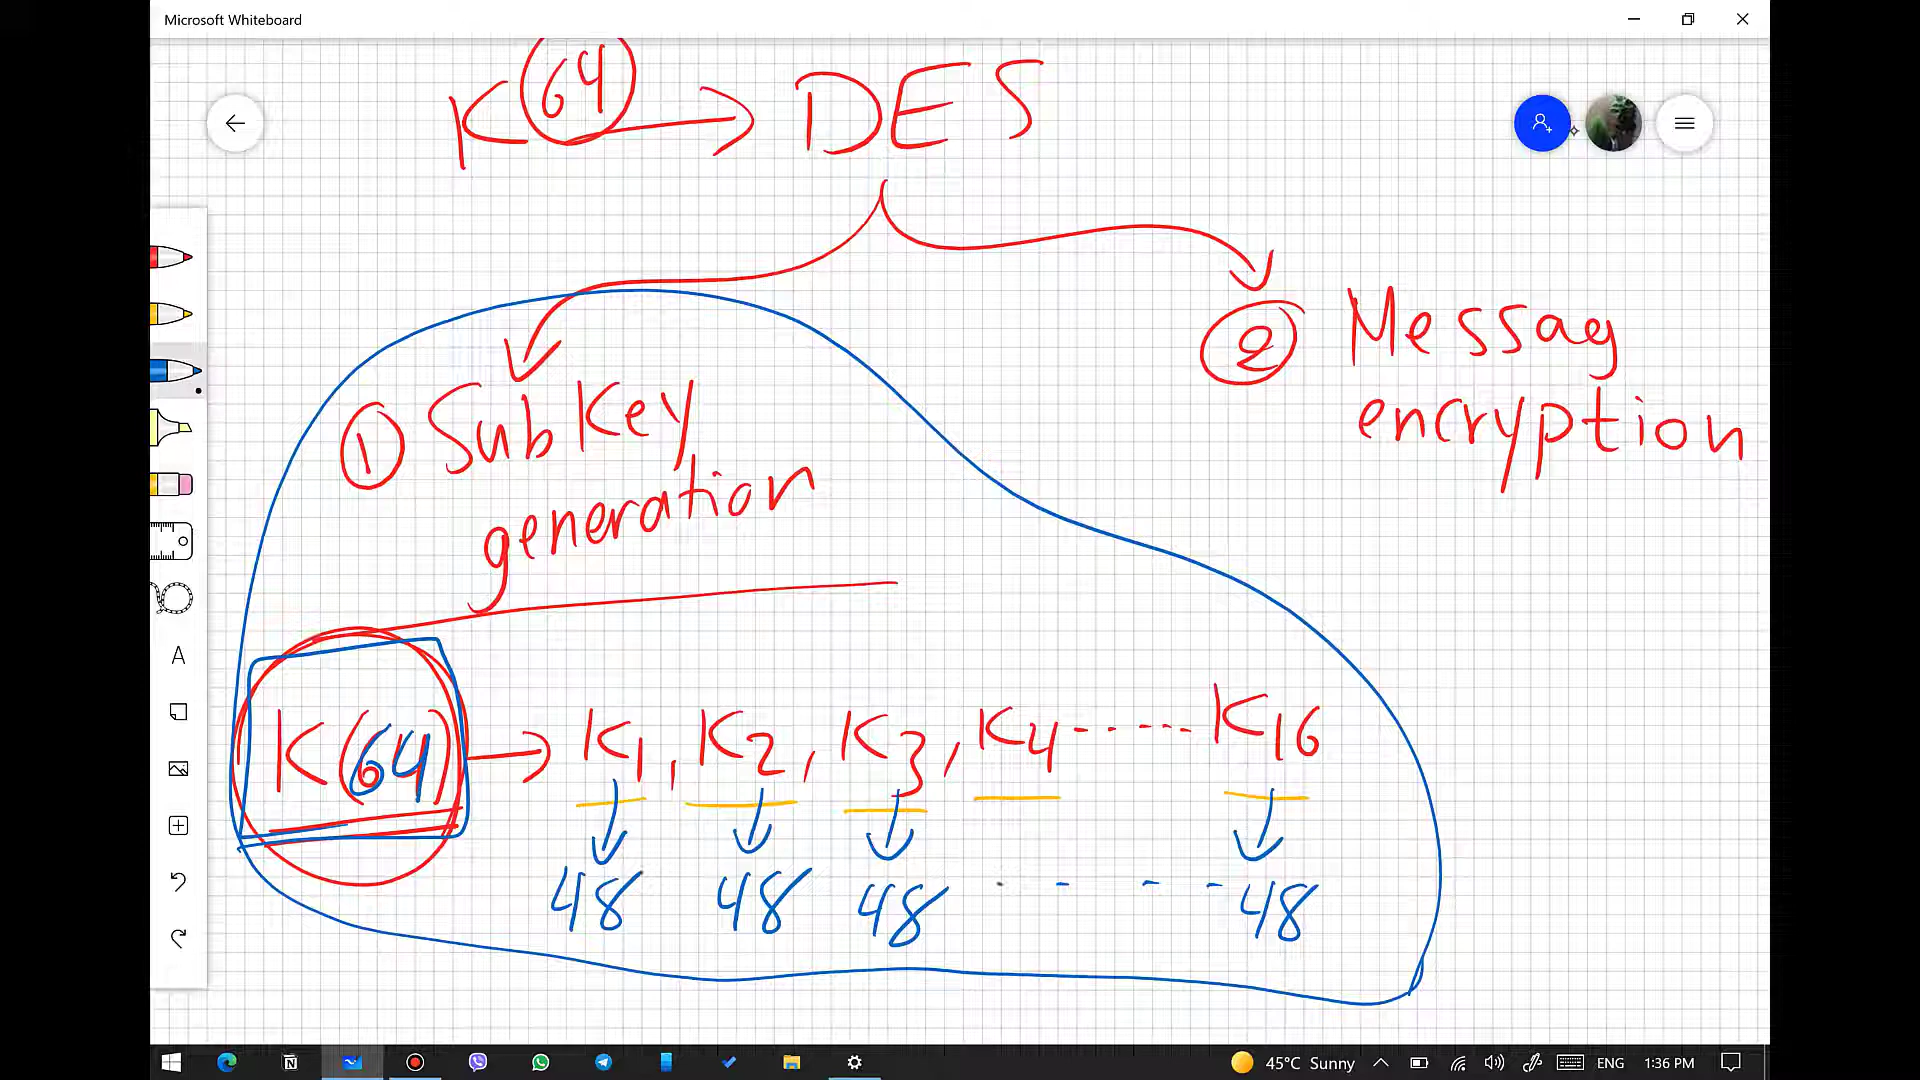 Microsoft Whiteboard
K 64 → DES
① Subkey
generation
② Messag
encryption
K(64) → K1, K2, K3, K4 ----- K16
48 48 48 - - - - 48
A
45°C Sunny ENG 1:36 PM